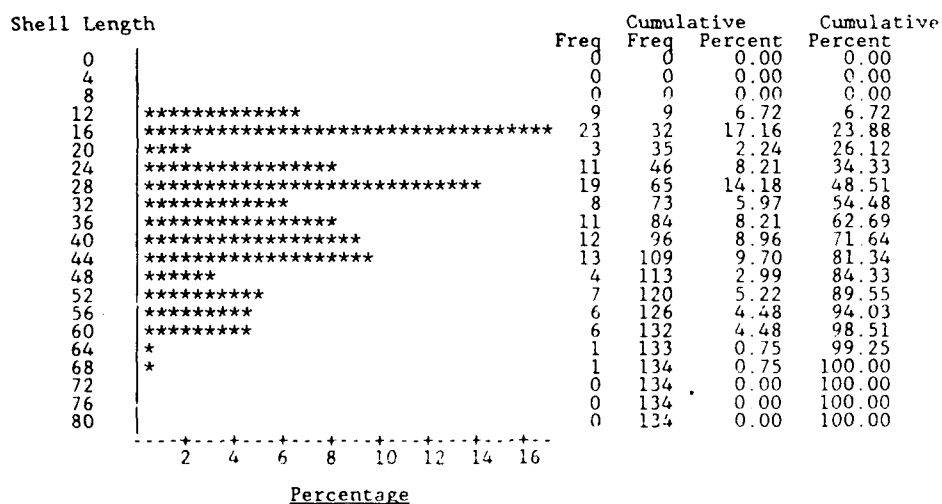 Shell Length Cumulative Cumulative
Freq Freq Percent Percent
0 0 0 0.00 0.00
4 0 0 0.00 0.00
8 0 0 0.00 0.00
12 ************* 9 9 6.72 6.72
16 ********************************** 23 32 17.16 23.88
20 **** 3 35 2.24 26.12
24 **************** 11 46 8.21 34.33
28 **************************** 19 65 14.18 48.51
32 ************ 8 73 5.97 54.48
36 **************** 11 84 8.21 62.69
40 ****************** 12 96 8.96 71.64
44 ******************* 13 109 9.70 81.34
48 ****** 4 113 2.99 84.33
52 ********** 7 120 5.22 89.55
56 ********* 6 126 4.48 94.03
60 ********* 6 132 4.48 98.51
64 * 1 133 0.75 99.25
68 * 1 134 0.75 100.00
72 0 134 0.00 100.00
76 0 134 0.00 100.00
80 0 134 0.00 100.00
2 4 6 8 10 12 14 16
Percentage